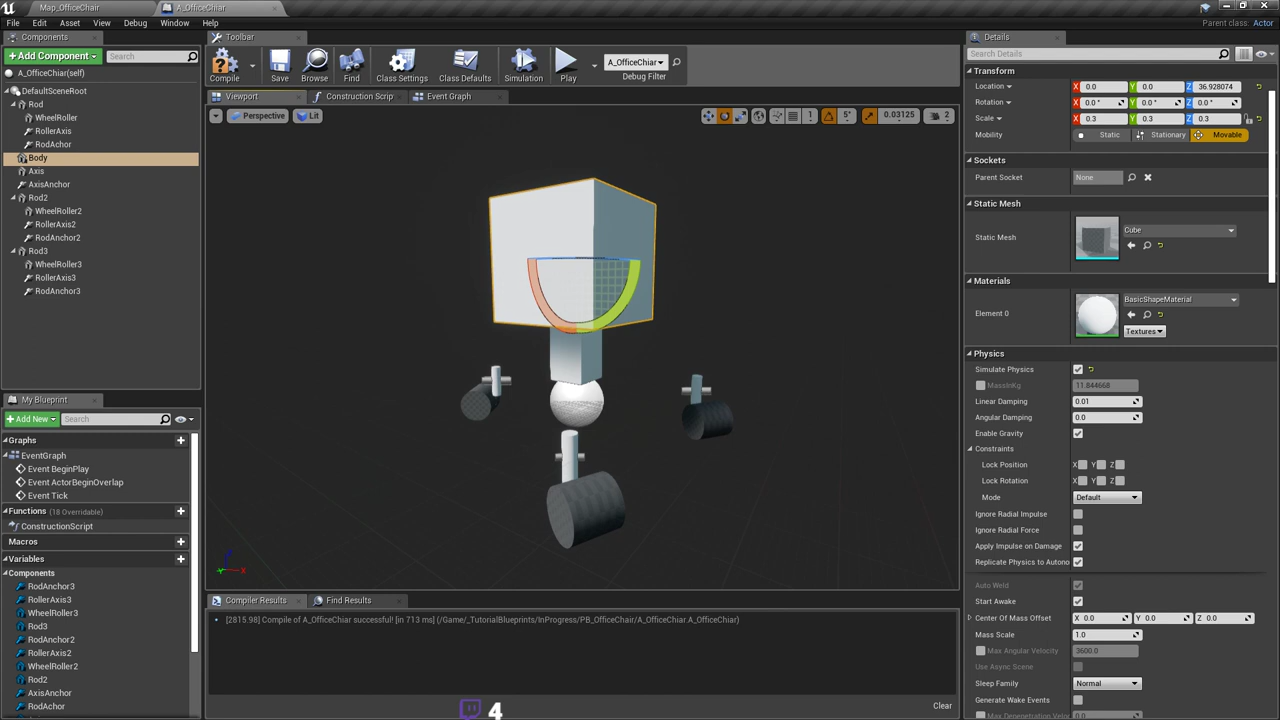 Map_OfficeChair
A_OfficeChiar
File Edit Asset View Debug Window Help
Parent class: Actor
Components
+ Add Component
Search
A_OfficeChiar(self)
DefaultSceneRoot
Rod
WheelRoller
RollerAxis
RodAchor
Body
Axis
AxisAnchor
Rod2
WheelRoller2
RollerAxis2
RodAnchor2
Rod3
WheelRoller3
RollerAxis3
RodAnchor3
My Blueprint
+ Add New
Search
Graphs
EventGraph
Event BeginPlay
Event ActorBeginOverlap
Event Tick
Functions (18 Overridable)
ConstructionScript
Macros
Variables
Components
RodAnchor3
RollerAxis3
WheelRoller3
Rod3
RodAnchor2
RollerAxis2
WheelRoller2
Rod2
AxisAnchor
RodAchor
Toolbar
Compile
Save
Browse
Find
Class Settings
Class Defaults
Simulation
Play
A_OfficeChiar
Debug Filter
Viewport
Construction Scrip
Event Graph
Perspective
Lit
1
5°
0.03125
2
X
Compiler Results
Find Results
[2815.98] Compile of A_OfficeChiar successful! [in 713 ms] (/Game/_TutorialBlueprints/InProgress/PB_OfficeChiar/A_OfficeChiar.A_OfficeChiar)
Clear
4
Details
Search Details
Transform
Location X 0.0 Y 0.0 Z 36.928074
Rotation X 0.0 ° Y 0.0 ° Z 0.0 °
Scale X 0.3 Y 0.3 Z 0.3
Mobility Static Stationary Movable
Sockets
Parent Socket None
Static Mesh
Static Mesh Cube
Materials
Element 0 BasicShapeMaterial
Textures
Physics
Simulate Physics
MassInKg 11.844668
Linear Damping 0.01
Angular Damping 0.0
Enable Gravity
Constraints
Lock Position X Y Z
Lock Rotation X Y Z
Mode Default
Ignore Radial Impulse
Ignore Radial Force
Apply Impulse on Damage
Replicate Physics to Autono
Auto Weld
Start Awake
Center Of Mass Offset X 0.0 Y 0.0 Z 0.0
Mass Scale 1.0
Max Angular Velocity 3600.0
Use Async Scene
Sleep Family Normal
Generate Wake Events